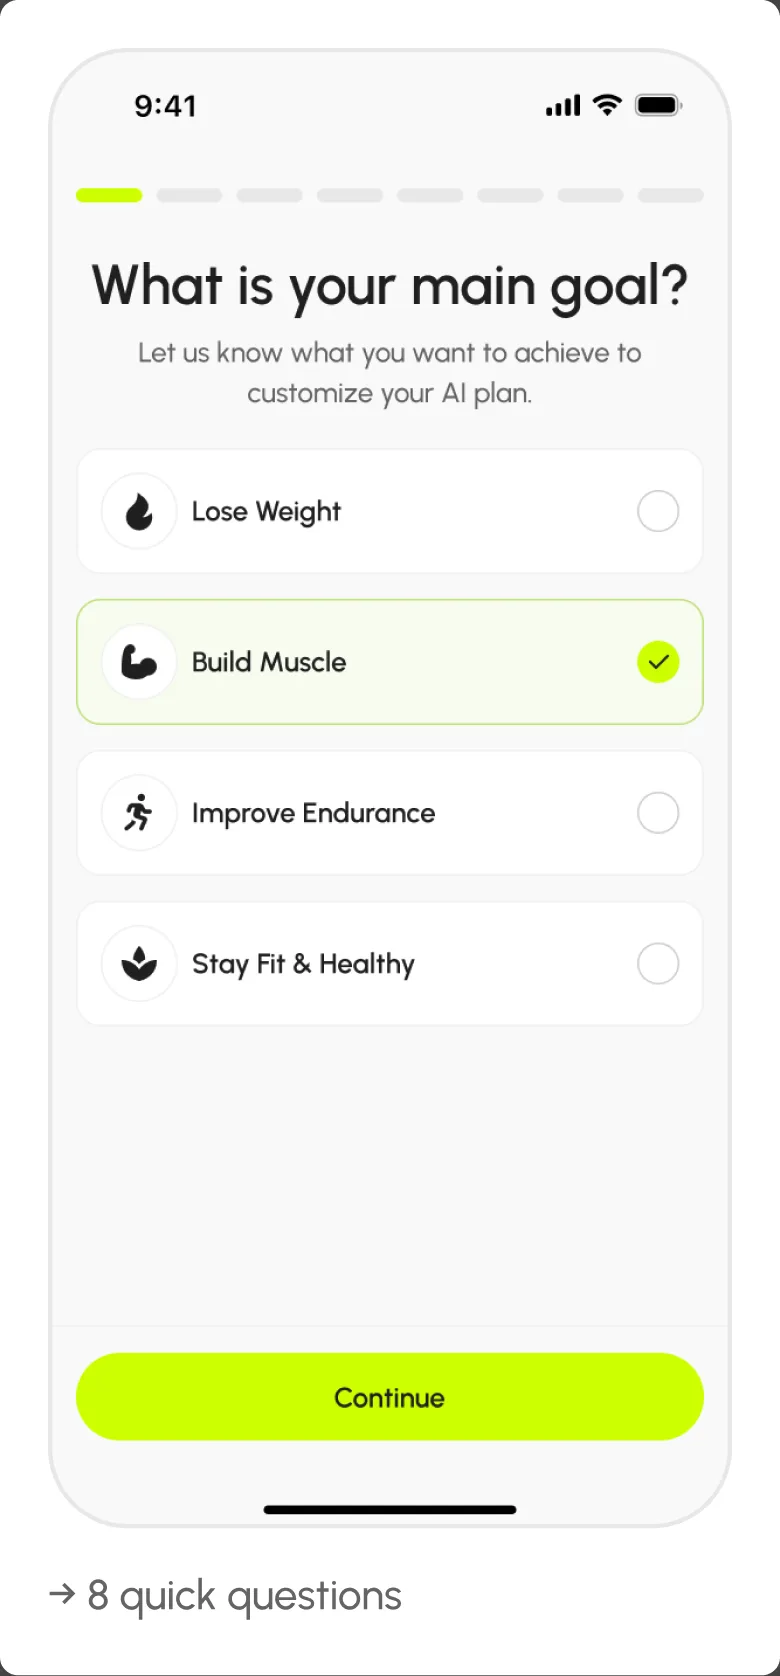 9:41
What is your main goal?
Let us know what you want to achieve to
customize your AI plan.
Lose Weight
Build Muscle
Improve Endurance
Stay Fit & Healthy
Continue
→ 8 quick questions